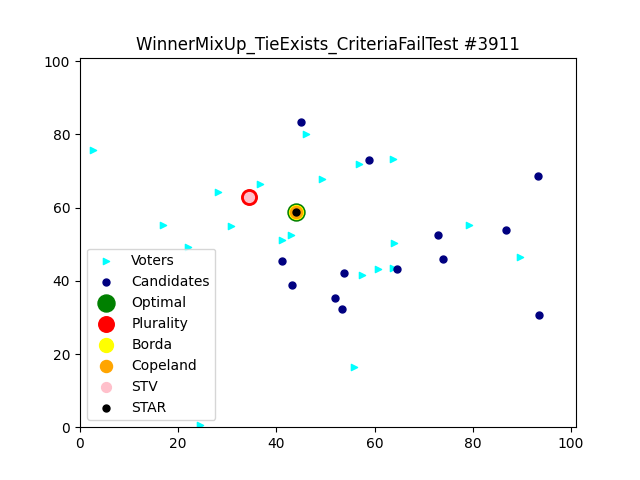 WinnerMixUp_TieExists_CriteriaFailTest #3911
100
80
60
40
20
0
Voters
Candidates
Optimal
Plurality
Borda
Copeland
STV
STAR
0 20 40 60 80 100